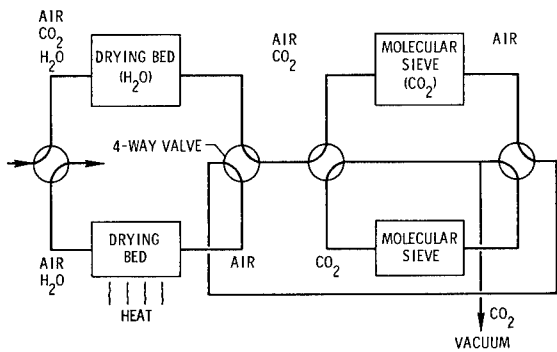 AIR
CO₂
H₂O
DRYING BED
(H₂O)
4-WAY VALVE
AIR
CO₂
MOLECULAR
SIEVE
(CO₂)
AIR
AIR
H₂O
DRYING
BED
HEAT
AIR
CO₂
MOLECULAR
SIEVE
CO₂
VACUUM